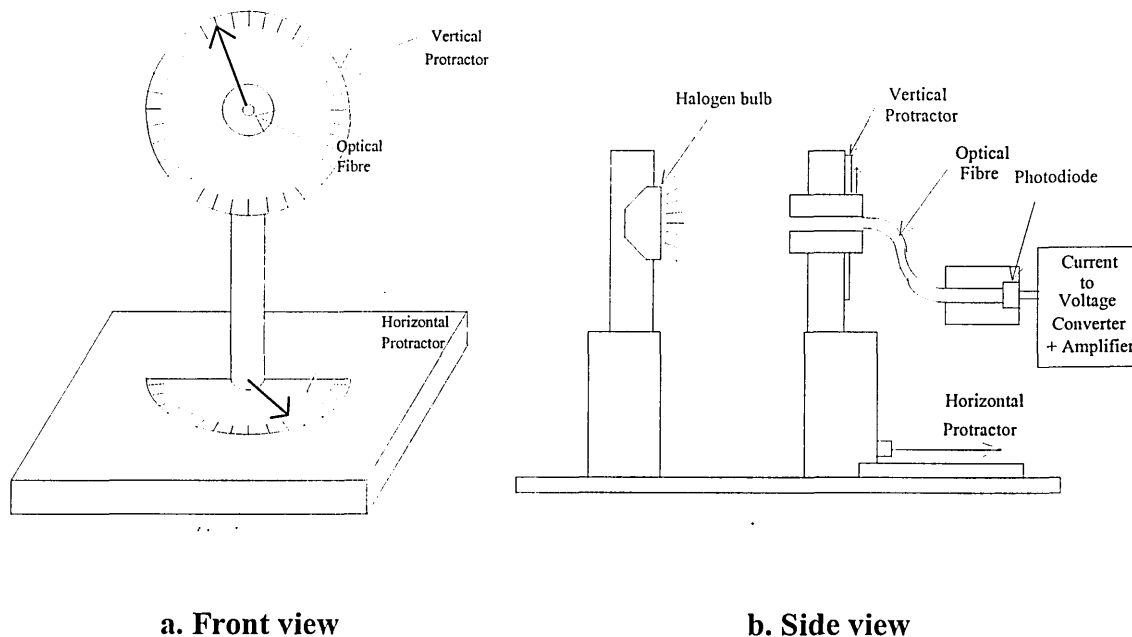 Vertical
Protractor
Optical
Fibre
Horizontal
Protractor
a. Front view
Halogen bulb
Vertical
Protractor
Optical
Fibre
Photodiode
Current
to
Voltage
Converter
+ Amplifier
Horizontal
Protractor
b. Side view